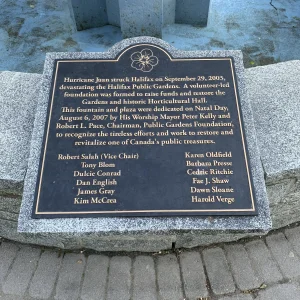 Hurricane Juan struck Halifax on September 29, 2003,
devastating the Halifax Public Gardens. A volunteer-led
foundation was formed to raise funds and restore the
Gardens and historic Horticultural Hall.
This fountain and plaza were dedicated on Natal Day,
August 6, 2007 by His Worship Mayor Peter Kelly and
Robert L. Pace, Chairman, Public Gardens Foundation,
to recognize the tireless efforts and work to restore and
revitalize one of Canada's public treasures.
Robert Salah (Vice Chair)
Tony Blom
Dulcie Conrad
Dan English
James Gray
Kim McCrea
Karen Oldfield
Barbara Presse
Cedric Ritchie
Fae J. Shaw
Dawn Sloane
Harold Verge